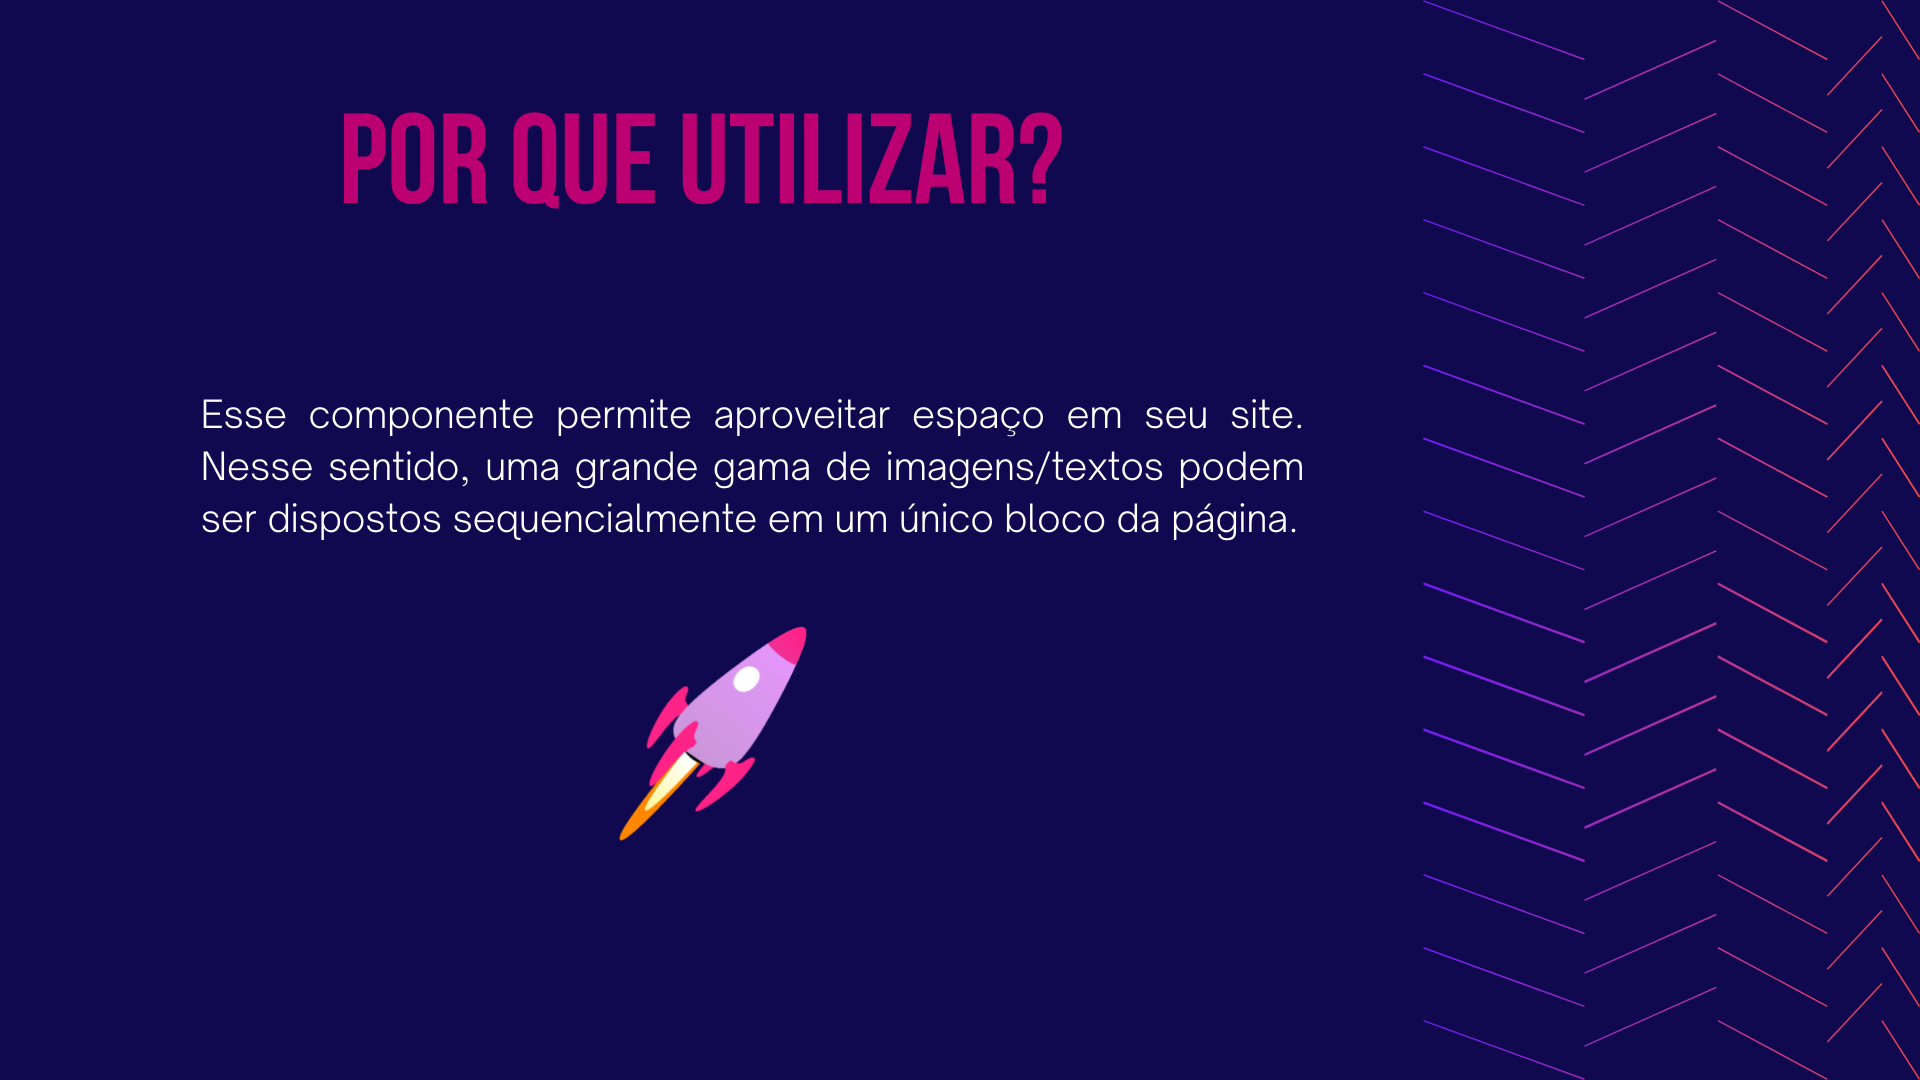 POR QUE UTILIZAR?
Esse componente permite aproveitar espaço em seu site.
Nesse sentido, uma grande gama de imagens/textos podem
ser dispostos sequencialmente em um único bloco da página.